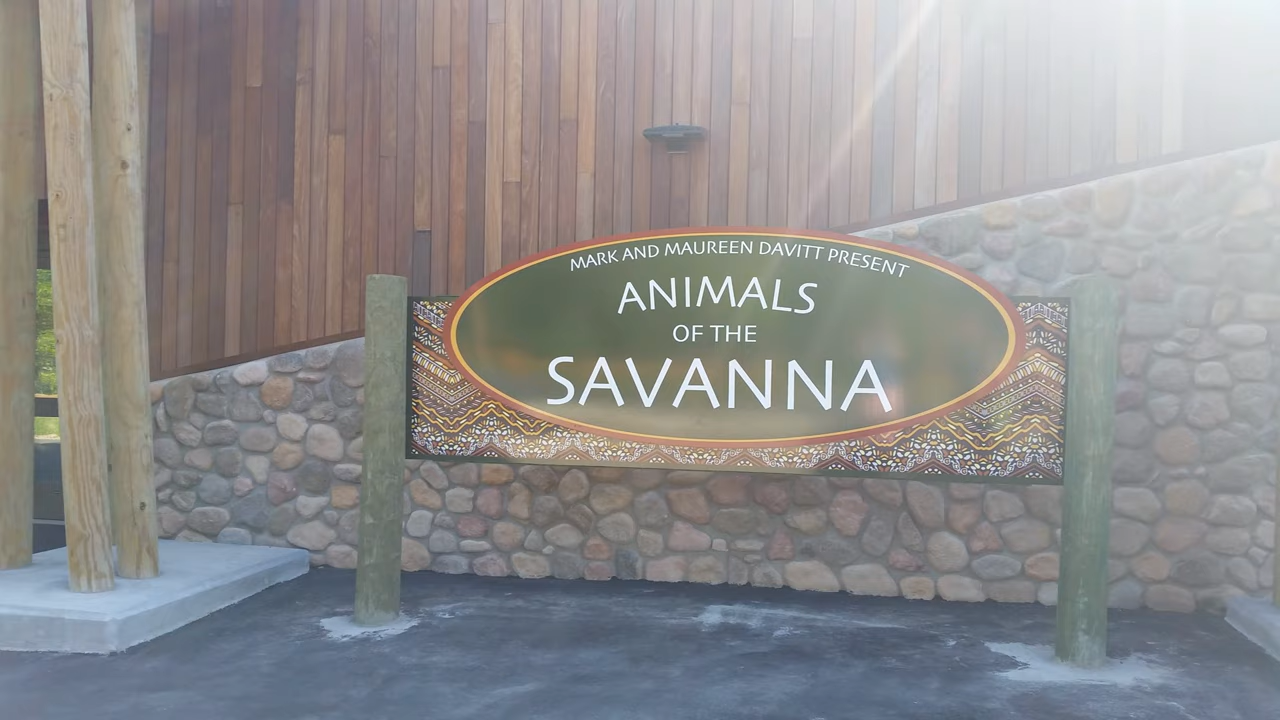 MARK AND MAUREEN DAVITT PRESENT
ANIMALS
OF THE
SAVANNA